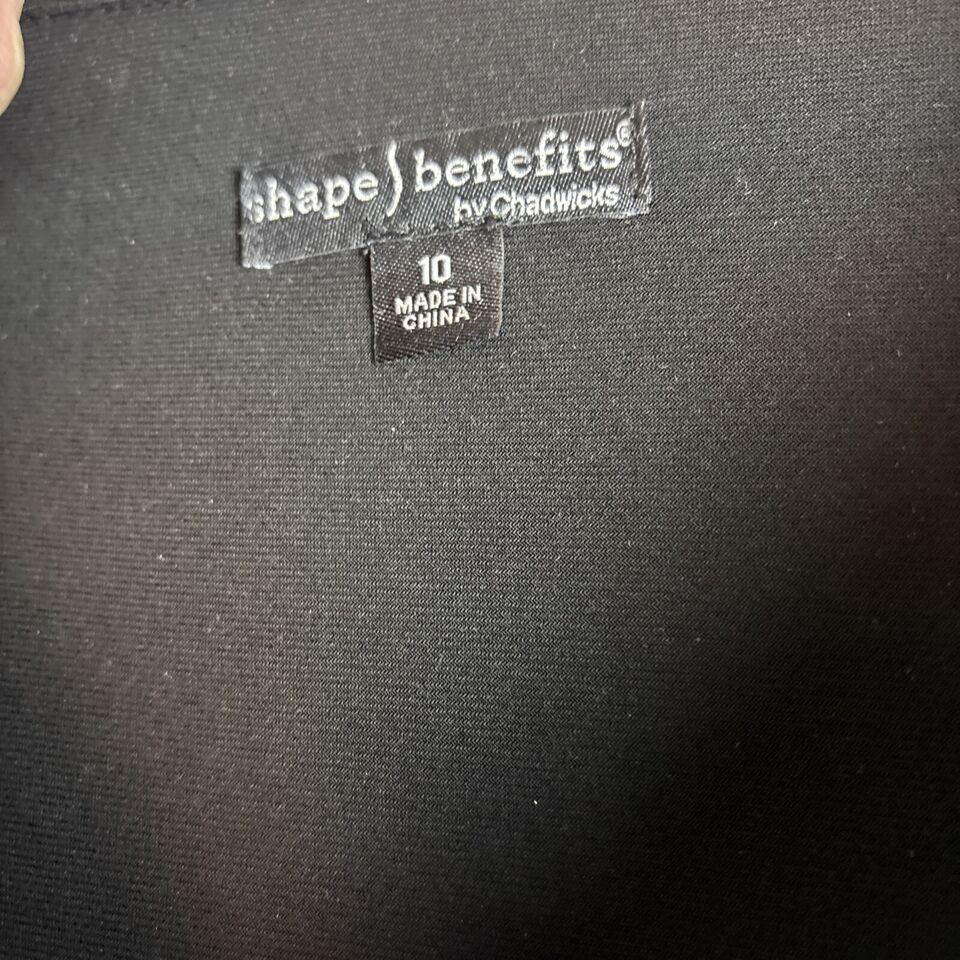 shape) benefits®
by Chadwicks
10
MADE IN
CHINA